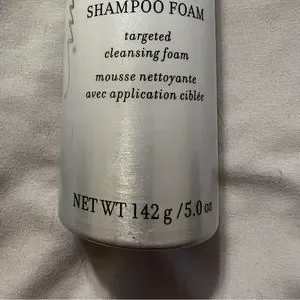 SHAMPOO FOAM
targeted
cleansing foam
mousse nettoyante
avec application ciblée
NET WT 142 g / 5.0 oz